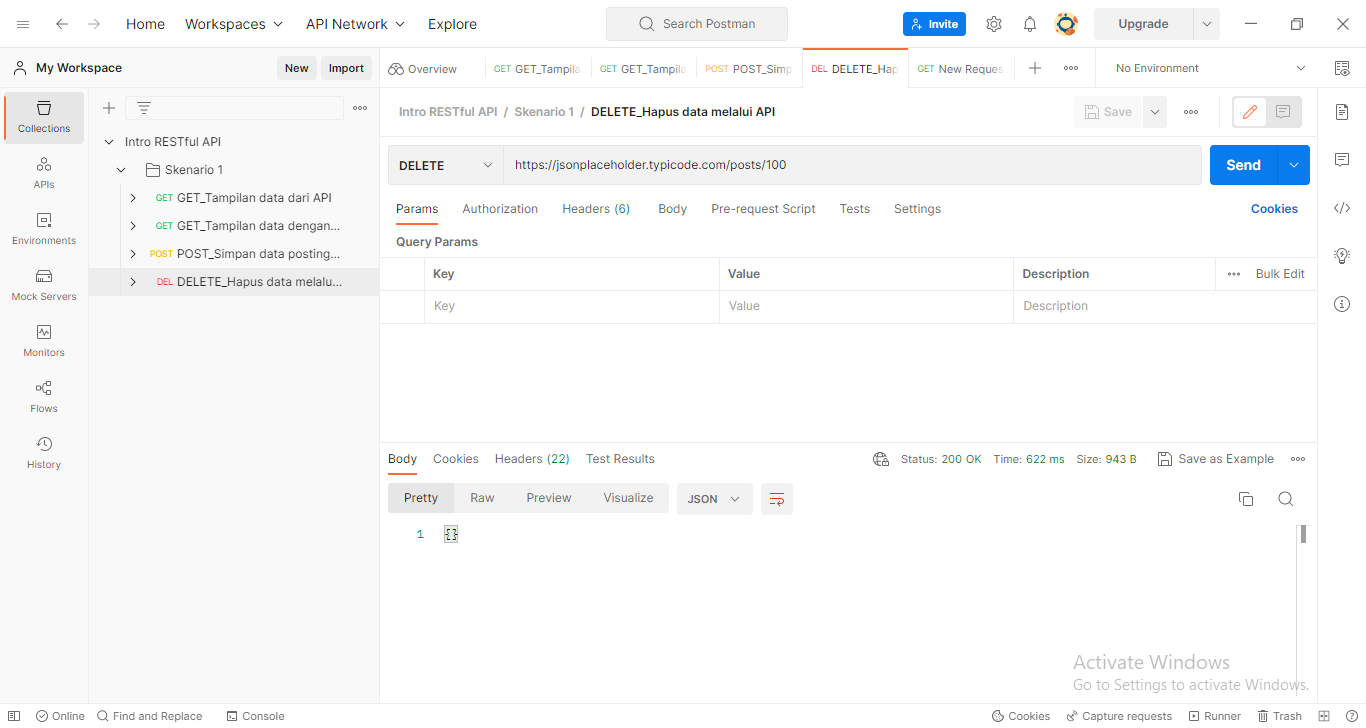 Home Workspaces API Network Explore Search Postman Invite Upgrade
My Workspace New Import Overview GET GET_Tampila GET GET_Tampila POST POST_Simp DEL DELETE_Hap GET New Reques No Environment
Collections
APIs
Environments
Mock Servers
Monitors
Flows
History
Intro RESTful API
Skenario 1
GET GET_Tampilan data dari API
GET GET_Tampilan data dengan...
POST POST_Simpan data posting...
DEL DELETE_Hapus data melalu...
Intro RESTful API / Skenario 1 / DELETE_Hapus data melalui API Save
DELETE https://jsonplaceholder.typicode.com/posts/100 Send
Params Authorization Headers (6) Body Pre-request Script Tests Settings Cookies
Query Params
Key Value Description Bulk Edit
Key Value Description
Body Cookies Headers (22) Test Results Status: 200 OK Time: 622 ms Size: 943 B Save as Example
Pretty Raw Preview Visualize JSON
1 {}
Activate Windows
Go to Settings to activate Windows.
Online Find and Replace Console Cookies Capture requests Runner Trash